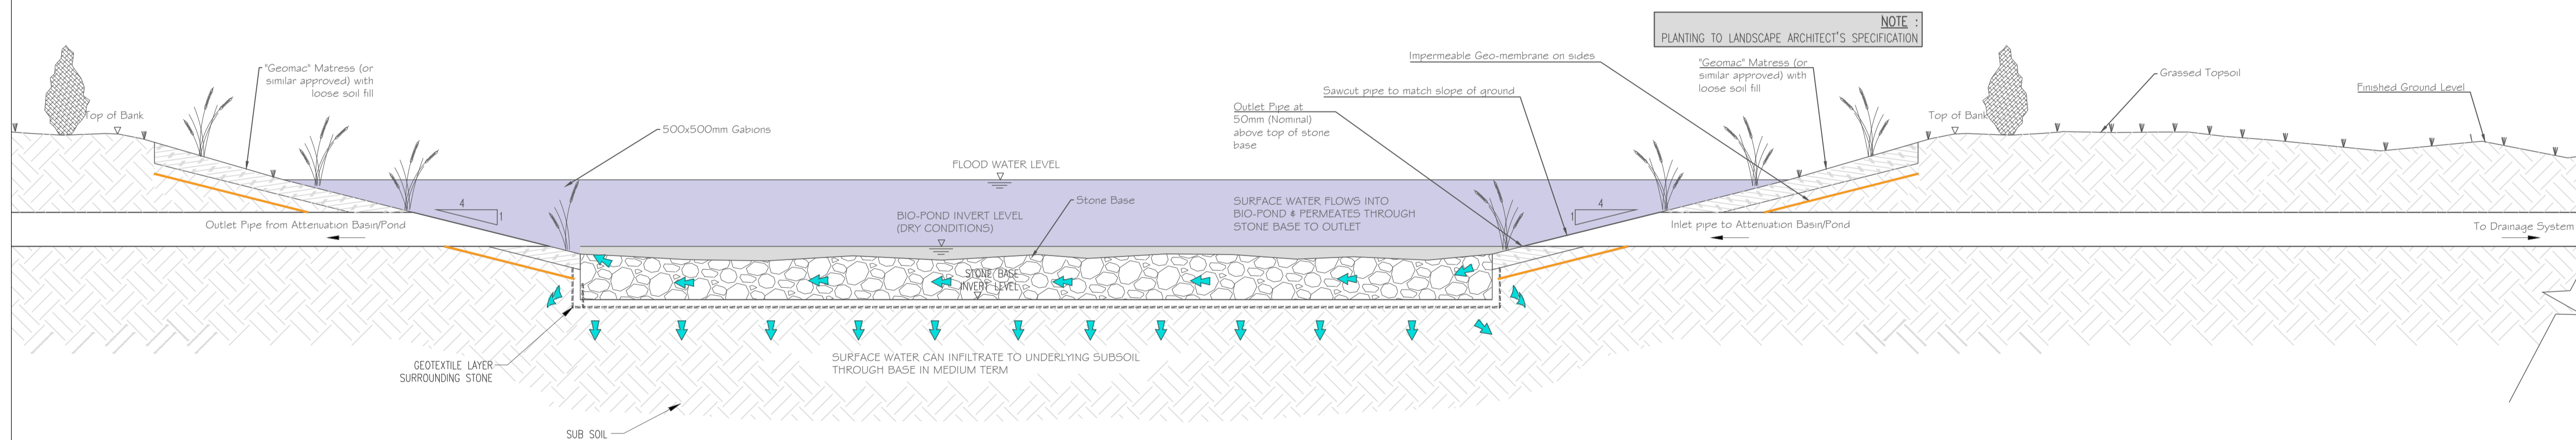 NOTE :
PLANTING TO LANDSCAPE ARCHITECT'S SPECIFICATION
"Geomac" Matress (or
similar approved) with
loose soil fill
Top of Bank
500x500mm Gabions
FLOOD WATER LEVEL
Impermeable Geo-membrane on sides
Sawcut pipe to match slope of ground
Outlet Pipe at
50mm (Nominal)
above top of stone
base
"Geomac" Matress (or
similar approved) with
loose soil fill
Top of Bank
Grassed Topsoil
Finished Ground Level
4
1
Outlet Pipe from Attenuation Basin/Pond
BIO-POND INVERT LEVEL
(DRY CONDITIONS)
Stone Base
SURFACE WATER FLOWS INTO
BIO-POND & PERMEATES THROUGH
STONE BASE TO OUTLET
4
1
Inlet pipe to Attenuation Basin/Pond
To Drainage System
STONE BASE
INVERT LEVEL
GEOTEXTILE LAYER
SURROUNDING STONE
SURFACE WATER CAN INFILTRATE TO UNDERLYING SUBSOIL
THROUGH BASE IN MEDIUM TERM
SUB SOIL